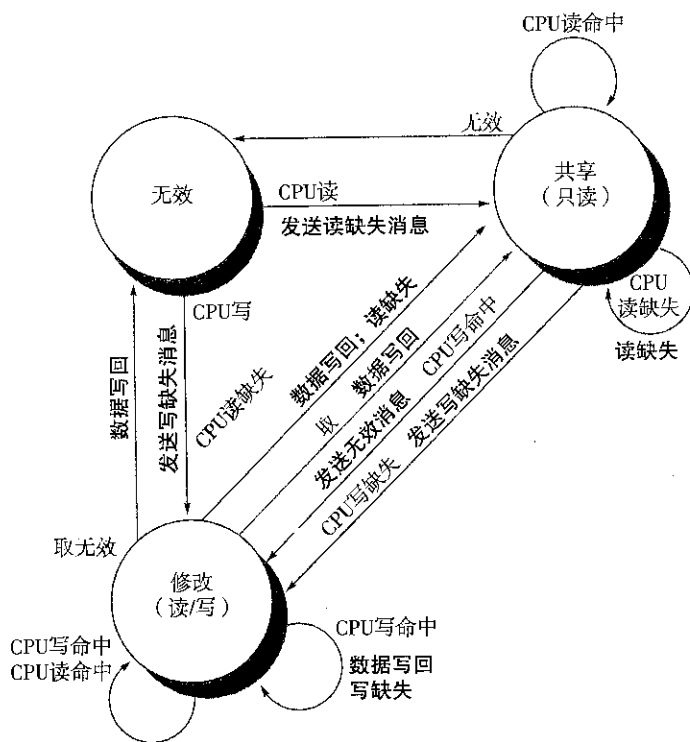 CPU读命中
无效
无效
共享
（只读）
CPU读
发送读缺失消息
CPU
读缺失
读缺失
CPU写
发送写缺失消息
数据写回
CPU读缺失
数据写回；读缺失
取
数据写回
CPU写命中
发送无效消息
CPU写缺失
发送写缺失消息
取无效
修改
（读/写）
CPU写命中
CPU读命中
CPU写命中
数据写回
写缺失